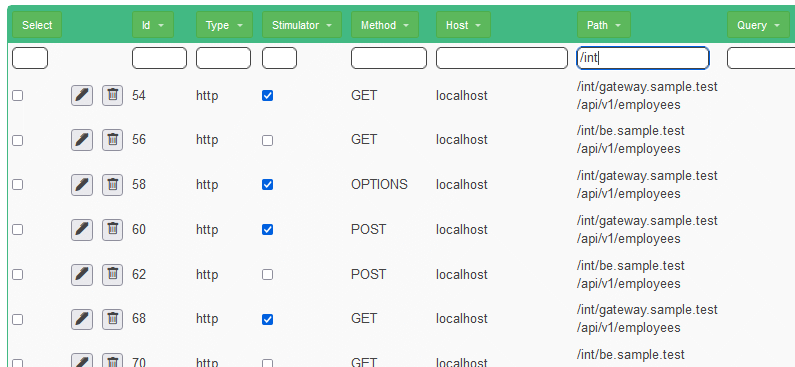 Select Id Type Stimulator Method Host Path Query
/int
54 http GET localhost /int/gateway.sample.test
/api/v1/employees
56 http GET localhost /int/be.sample.test
/api/v1/employees
58 http OPTIONS localhost /int/gateway.sample.test
/api/v1/employees
60 http POST localhost /int/gateway.sample.test
/api/v1/employees
62 http POST localhost /int/be.sample.test
/api/v1/employees
68 http GET localhost /int/gateway.sample.test
/api/v1/employees
70 http GET localhost /int/be.sample.test